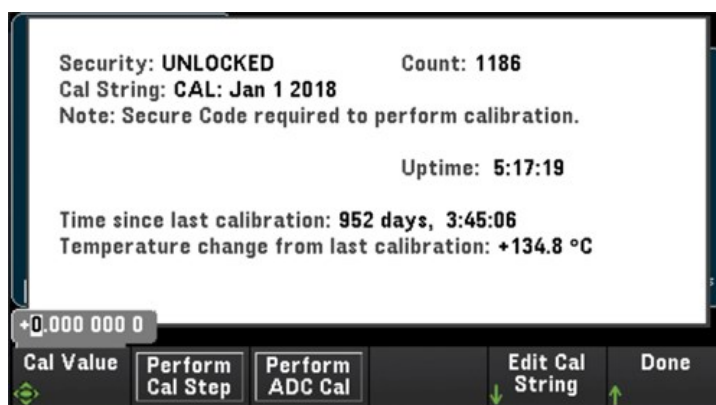 Security: UNLOCKED Count: 1186
Cal String: CAL: Jan 1 2018
Note: Secure Code required to perform calibration.
Uptime: 5:17:19
Time since last calibration: 952 days, 3:45:06
Temperature change from last calibration: +134.8 °C
+0.000 000 0
Cal Value Perform Cal Step Perform ADC Cal Edit Cal String Done